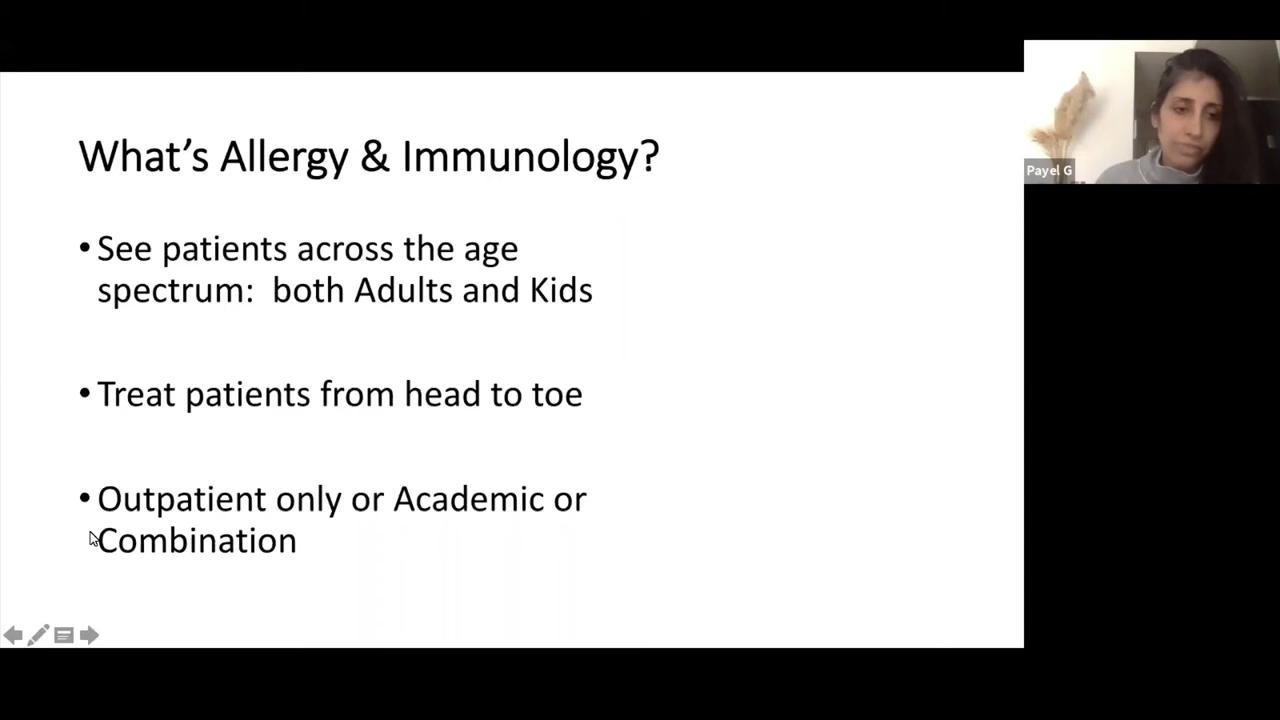 What's Allergy & Immunology?
• See patients across the age
spectrum:  both Adults and Kids
• Treat patients from head to toe
• Outpatient only or Academic or
Combination
Payel G